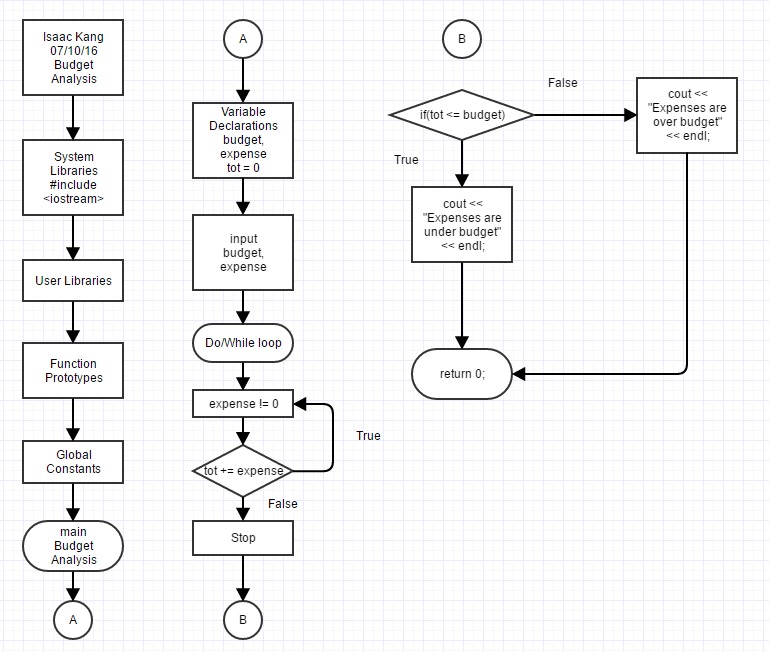 Isaac Kang
07/10/16
Budget
Analysis
System
Libraries
#include
<iostream>
User Libraries
Function
Prototypes
Global
Constants
main
Budget
Analysis
A
A
Variable
Declarations
budget,
expense
tot = 0
input
budget,
expense
Do/While loop
expense != 0
True
tot += expense
False
Stop
B
B
False
if(tot <= budget)
cout <<
"Expenses are
over budget"
<< endl;
True
cout <<
"Expenses are
under budget"
<< endl;
return 0;